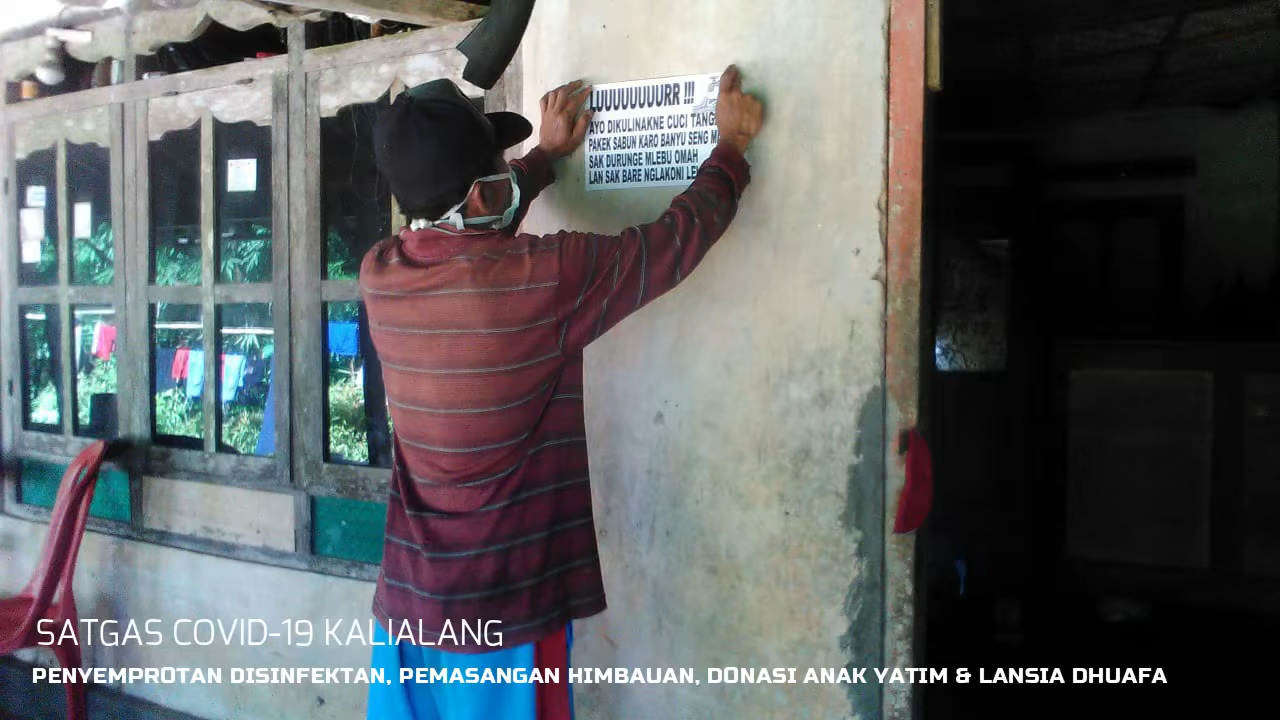 LUUUUUUUURR !!!
AYO DIKULINAKNE CUCI TANG
PAKEK SABUN KARO BANYU SENG
SAK DURUNGE MLEBU OMAH
LAN SAK BARE NGLAKONI
SATGAS COVID-19 KALIALANG
PENYEMPROTAN DISINFEKTAN, PEMASANGAN HIMBAUAN, DONASI ANAK YATIM & LANSIA DHUAFA